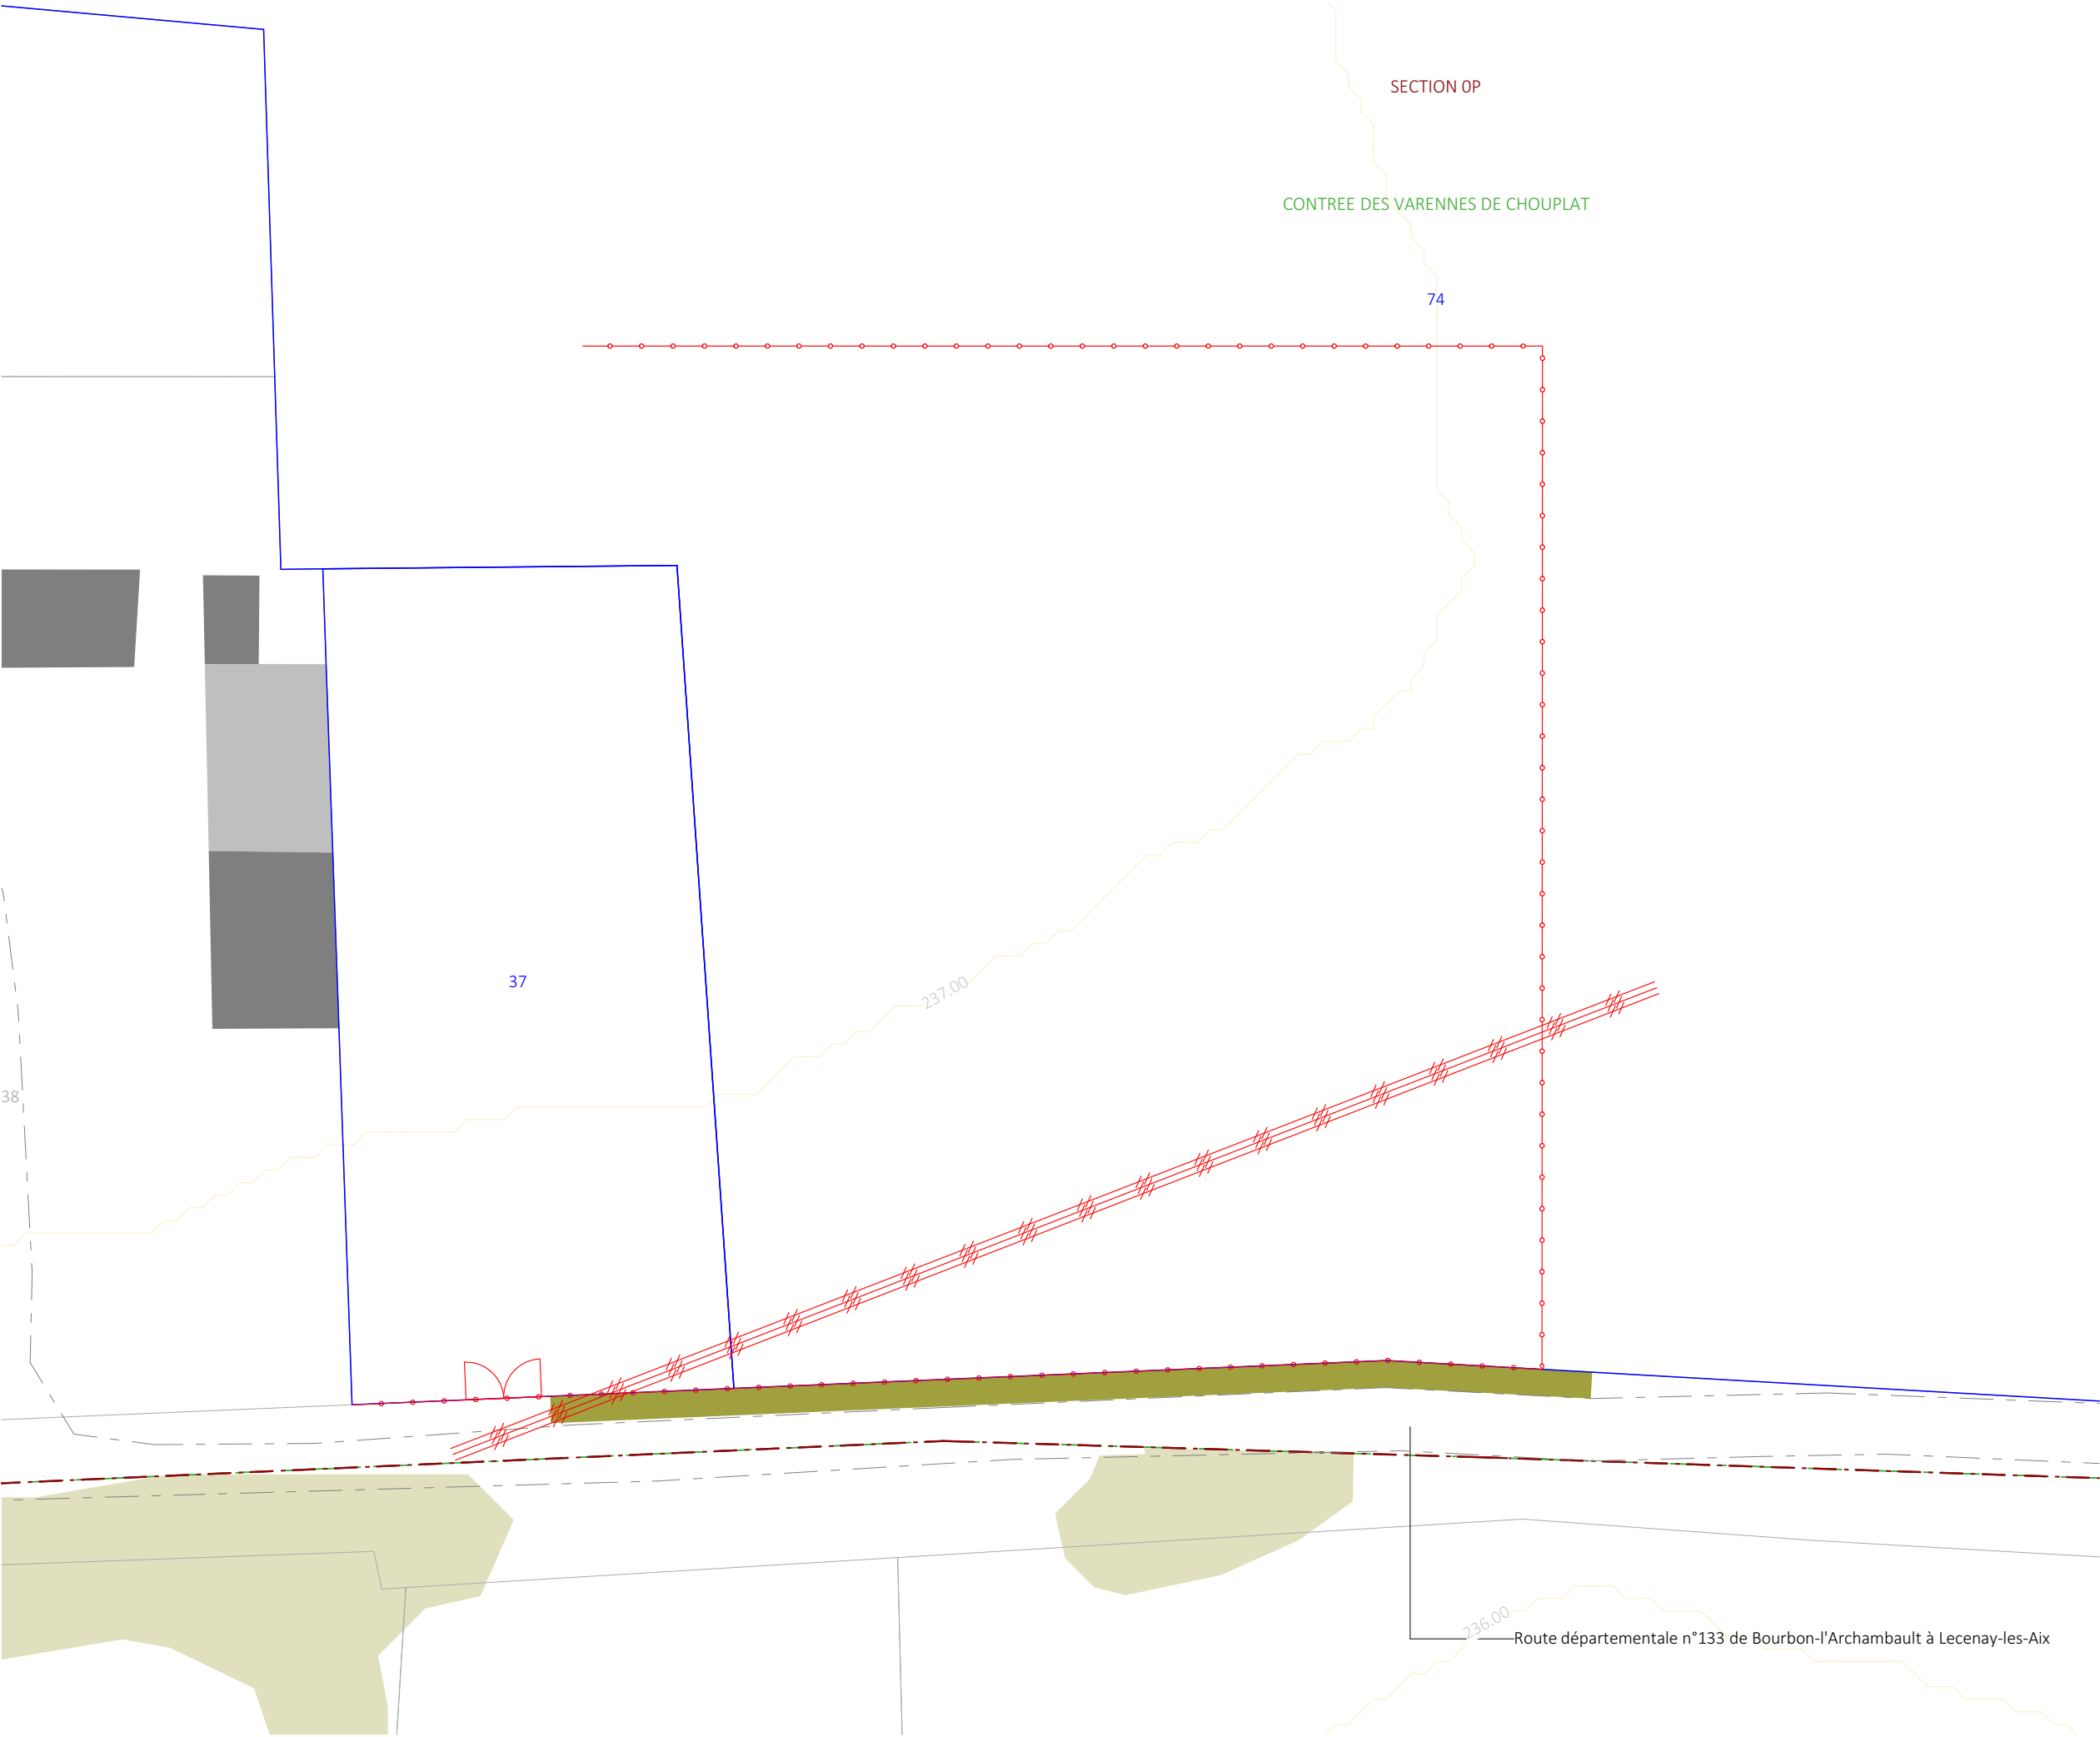 SECTION 0P
CONTREE DES VARENNES DE CHOUPLAT
74
37
237.00
38
236.00
Route départementale n°133 de Bourbon-l'Archambault à Lecenay-les-Aix